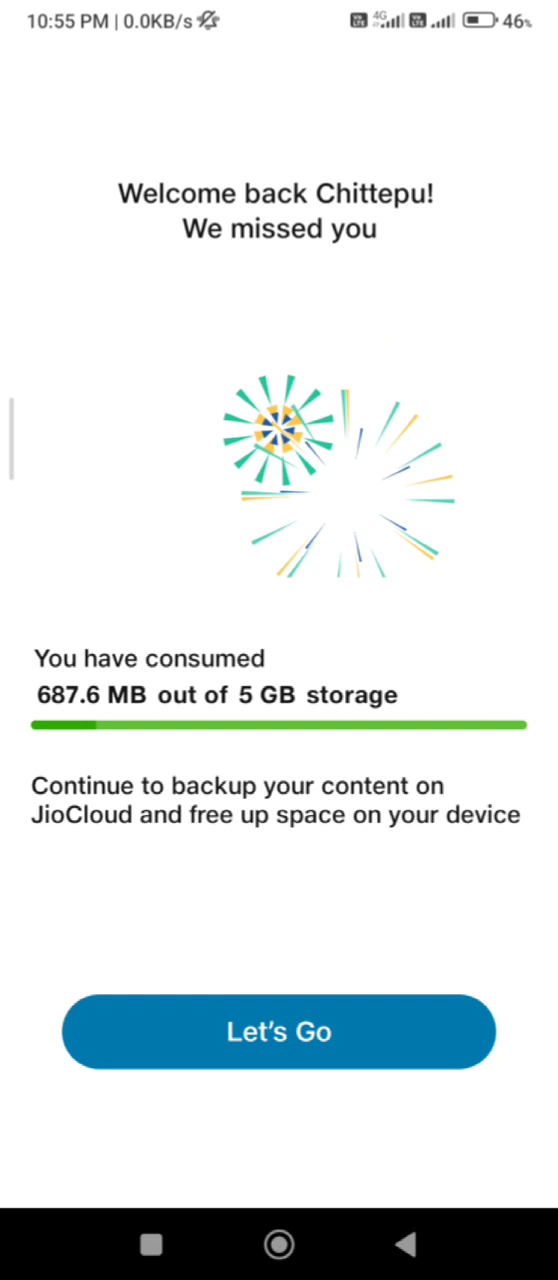 10:55 PM | 0.0KB/s 4G 46%
Welcome back Chittepu!
We missed you
You have consumed
687.6 MB out of 5 GB storage
Continue to backup your content on
JioCloud and free up space on your device
Let's Go